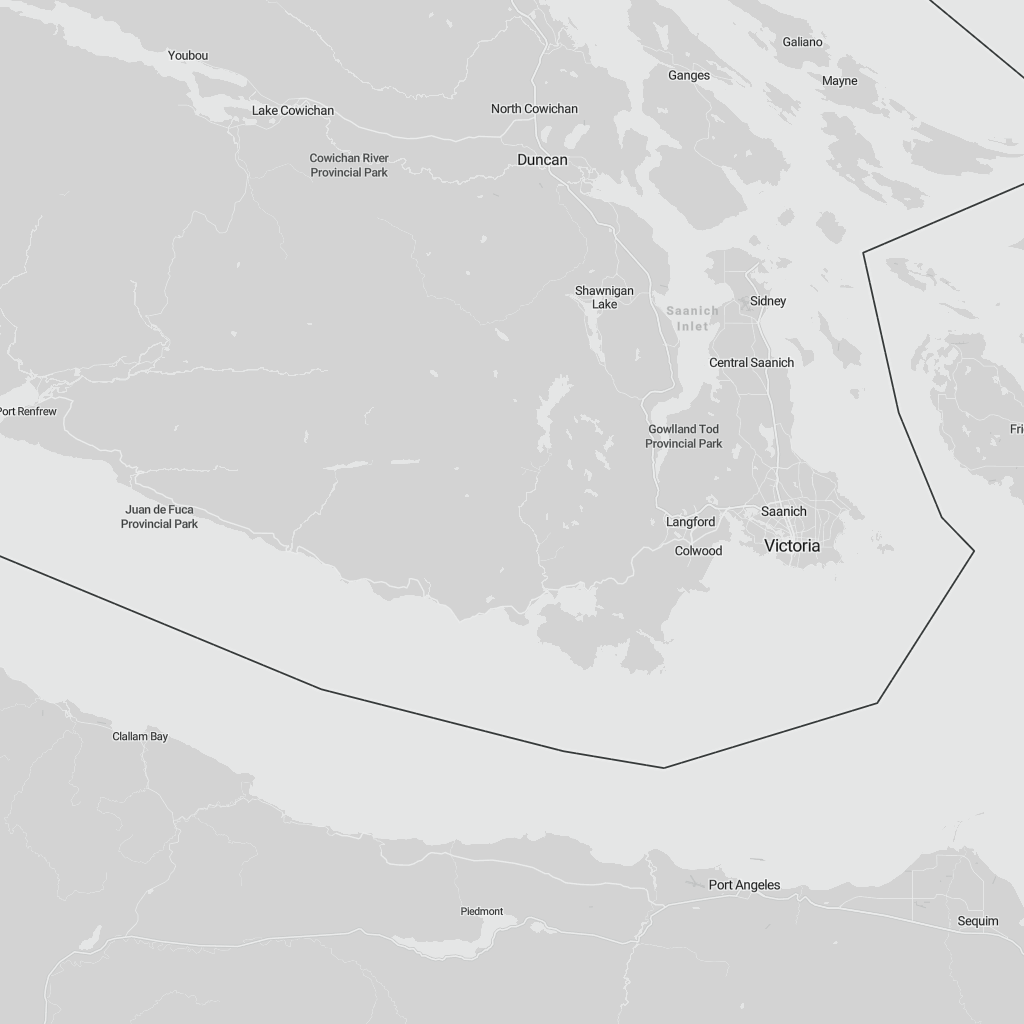 Galiano
Youbou
Ganges
Mayne
Lake Cowichan
North Cowichan
Cowichan River
Provincial Park
Duncan
Shawnigan
Lake
Sidney
Saanich
Inlet
Central Saanich
Port Renfrew
Gowlland Tod
Provincial Park
Fri
Juan de Fuca
Provincial Park
Saanich
Langford
Victoria
Colwood
Clallam Bay
Port Angeles
Piedmont
Sequim